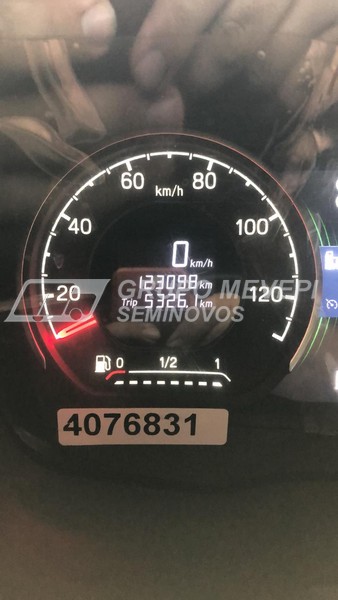 60 80
km/h
40 100
0 km/h
123098 km
20 120
Trip 5326.1 km
GRUPO MEVEPI
SEMINOVOS
0 1/2 1
4076831